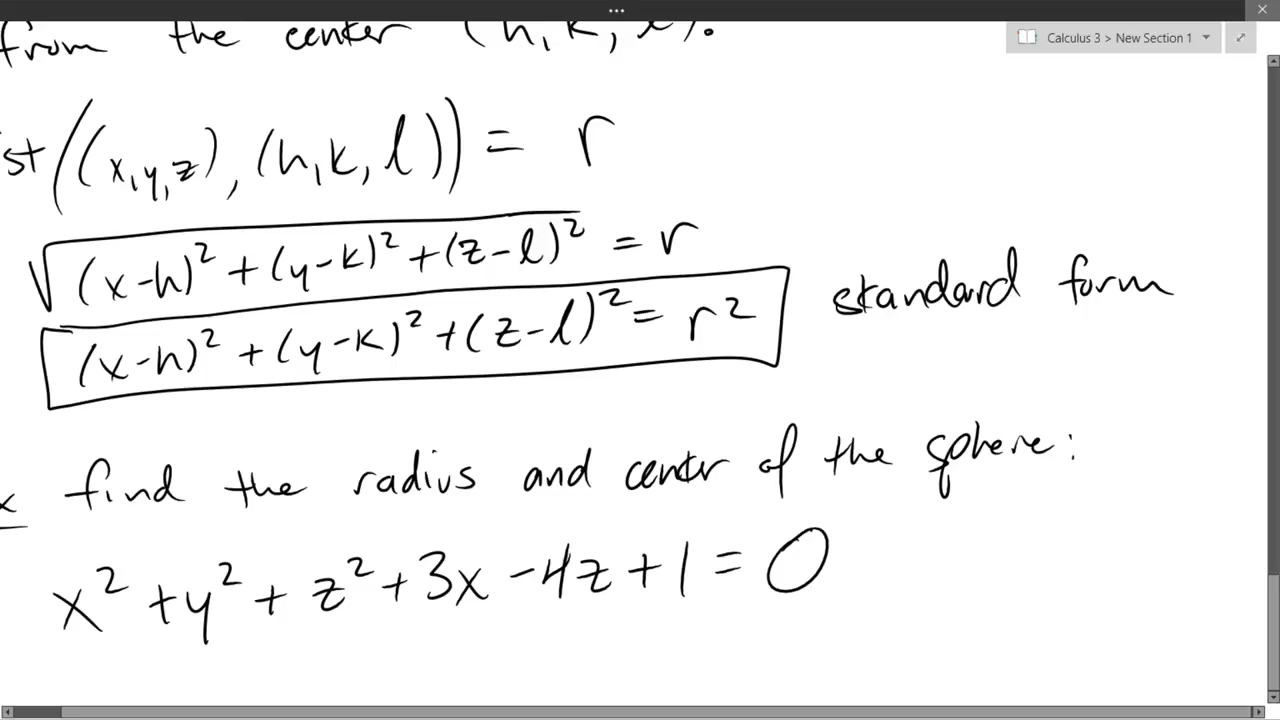 Calculus 3 > New Section 1
from the center (h, k, l).
st((x,y,z), (h,k,l)) = r
√((x-h)² + (y-k)² + (z-l)²) = r
(x-h)² + (y-k)² + (z-l)² = r² standard form
x find the radius and center of the sphere:
x² + y² + z² + 3x - 4z + 1 = 0